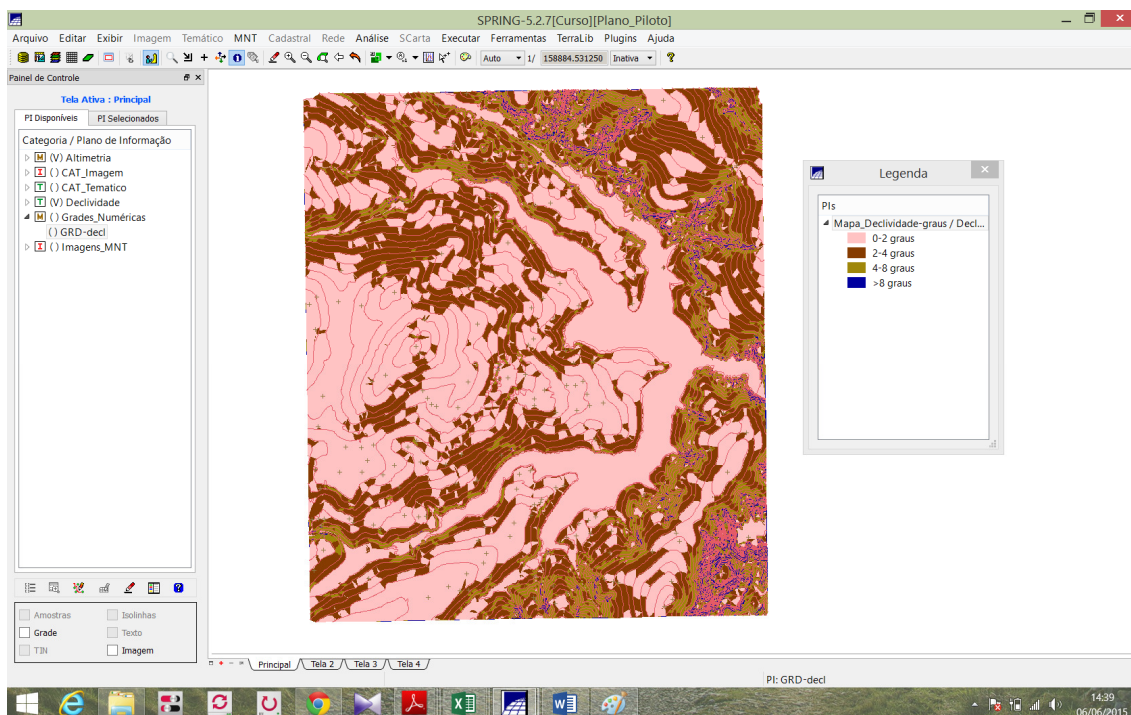 SPRING-5.2.7[Curso][Plano_Piloto]
Arquivo Editar Exibir Imagem Temático MNT Cadastral Rede Análise SCarta Executar Ferramentas TerraLib Plugins Ajuda
Auto 1/ 158884.531250 Inativa
Painel de Controle
Tela Ativa : Principal
PI Disponíveis PI Selecionados
Categoria / Plano de Informação
M (V) Altimetria
I ( ) CAT_Imagem
T ( ) CAT_Tematico
T (V) Declividade
M ( ) Grades_Numéricas
( ) GRD-decl
I ( ) Imagens_MNT
Legenda
PIs
Mapa_Declividade-graus / Decl...
0-2 graus
2-4 graus
4-8 graus
>8 graus
Amostras Isolinhas
Grade Texto
TIN Imagem
Principal Tela 2 Tela 3 Tela 4
PI: GRD-decl
14:39
06/06/2015